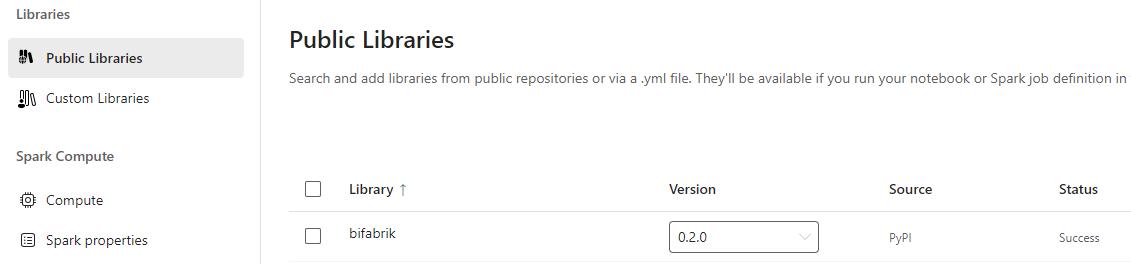 Libraries
Public Libraries
Custom Libraries
Spark Compute
Compute
Spark properties
Public Libraries
Search and add libraries from public repositories or via a .yml file. They'll be available if you run your notebook or Spark job definition in
Library ↑ Version Source Status
bifabrik 0.2.0 PyPI Success